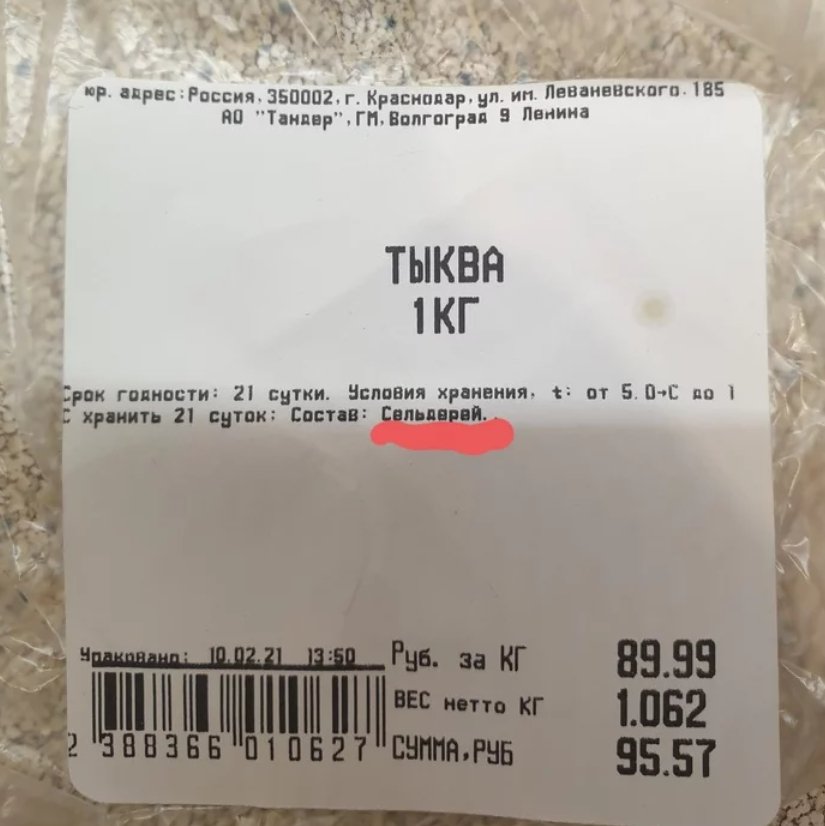 юр. адрес:Россия, 350002, г. Краснодар, ул. им. Леваневского. 185
АО "Тандер", ГМ, Волгоград 9 Ленина
ТЫКВА
1КГ
Срок годности: 21 сутки. Условия хранения, t: от 5.0→С до 1
С хранить 21 суток; Состав: Сельдерей.
Упаковано: 10.02.21 13:50
Руб. за КГ 89.99
ВЕС нетто КГ 1.062
СУММА,РУБ 95.57
2 388366 010627